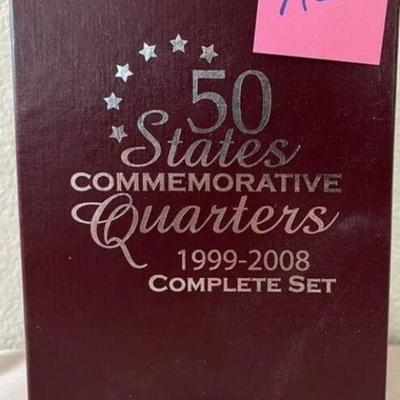 50
States
COMMEMORATIVE
Quarters
1999-2008
COMPLETE SET